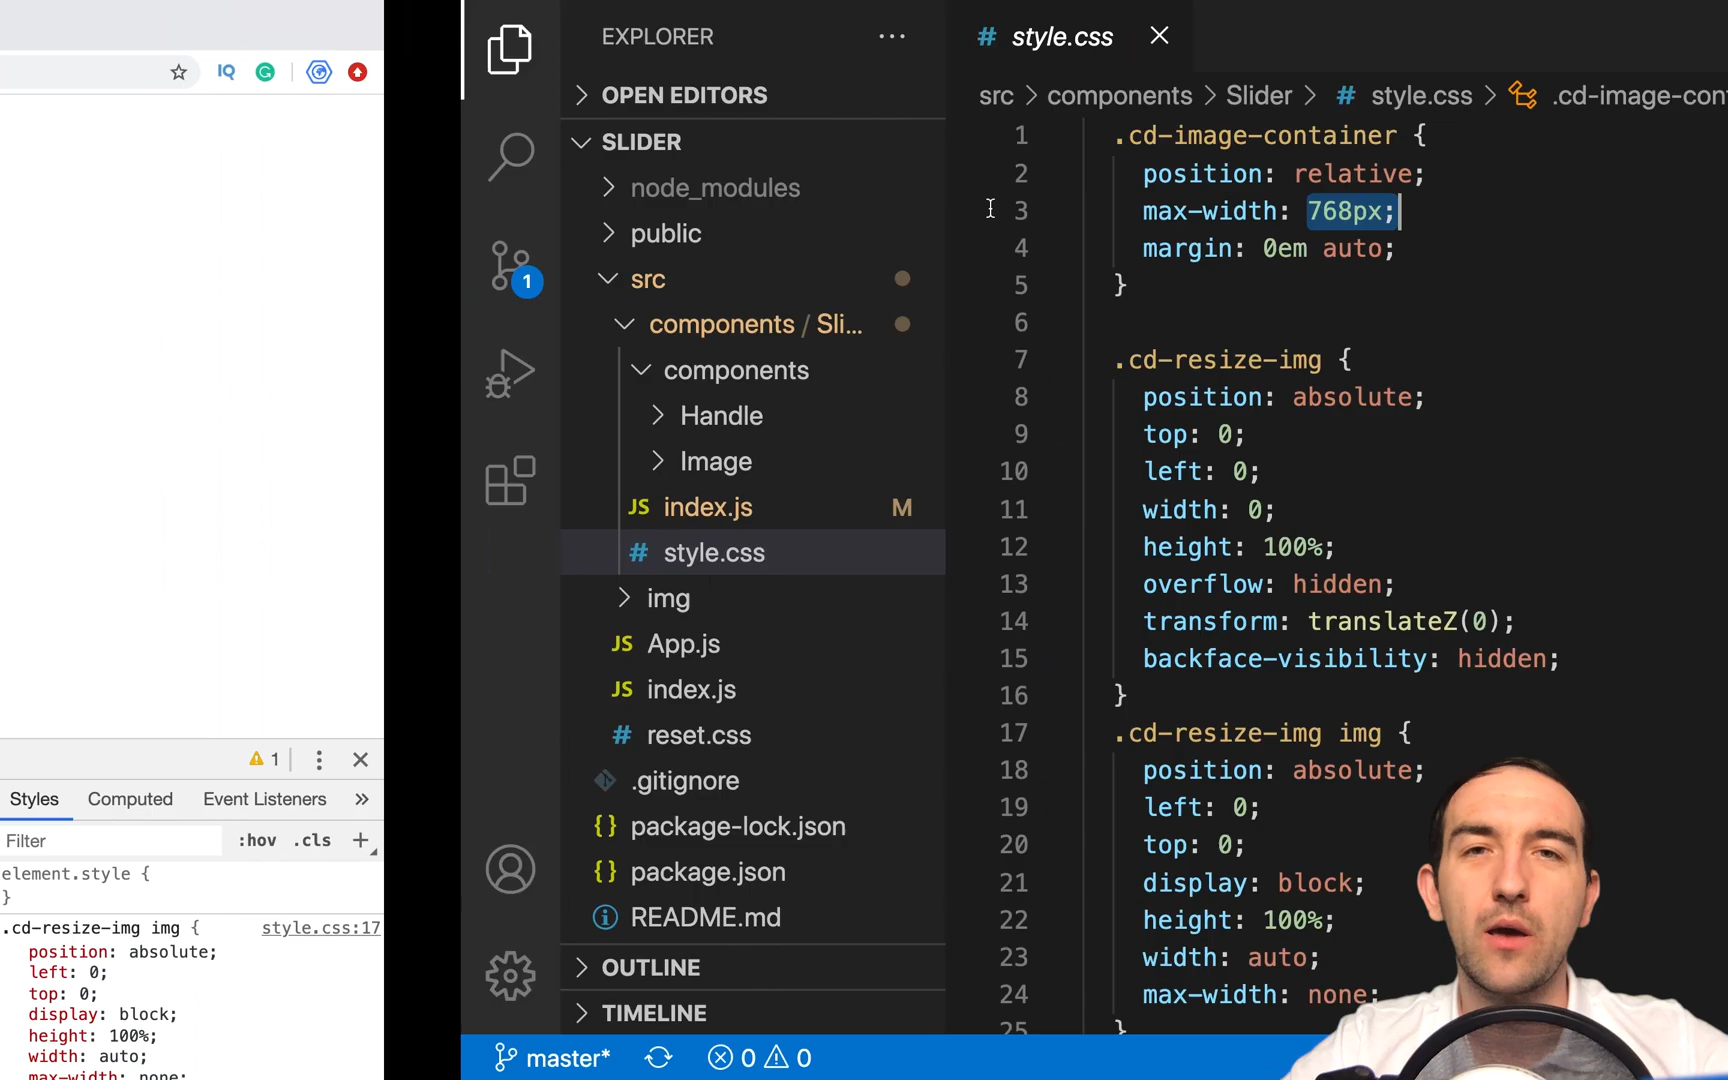 IQ
1
Styles
Computed
Event Listeners
Filter
:hov
.cls
element.style {
}
.cd-resize-img img {
style.css:17
position: absolute;
left: 0;
top: 0;
display: block;
height: 100%;
width: auto;
max-width: none;
1
EXPLORER
OPEN EDITORS
SLIDER
node_modules
public
src
components / Sli...
components
Handle
Image
JS index.js M
# style.css
img
JS App.js
JS index.js
# reset.css
.gitignore
{} package-lock.json
{} package.json
README.md
OUTLINE
TIMELINE
# style.css
src > components > Slider > # style.css > .cd-image-con
1 .cd-image-container {
2 position: relative;
3 max-width: 768px;
4 margin: 0em auto;
5 }
6
7 .cd-resize-img {
8 position: absolute;
9 top: 0;
10 left: 0;
11 width: 0;
12 height: 100%;
13 overflow: hidden;
14 transform: translateZ(0);
15 backface-visibility: hidden;
16 }
17 .cd-resize-img img {
18 position: absolute;
19 left: 0;
20 top: 0;
21 display: block;
22 height: 100%;
23 width: auto;
24 max-width: none;
25 }
master* 0 0